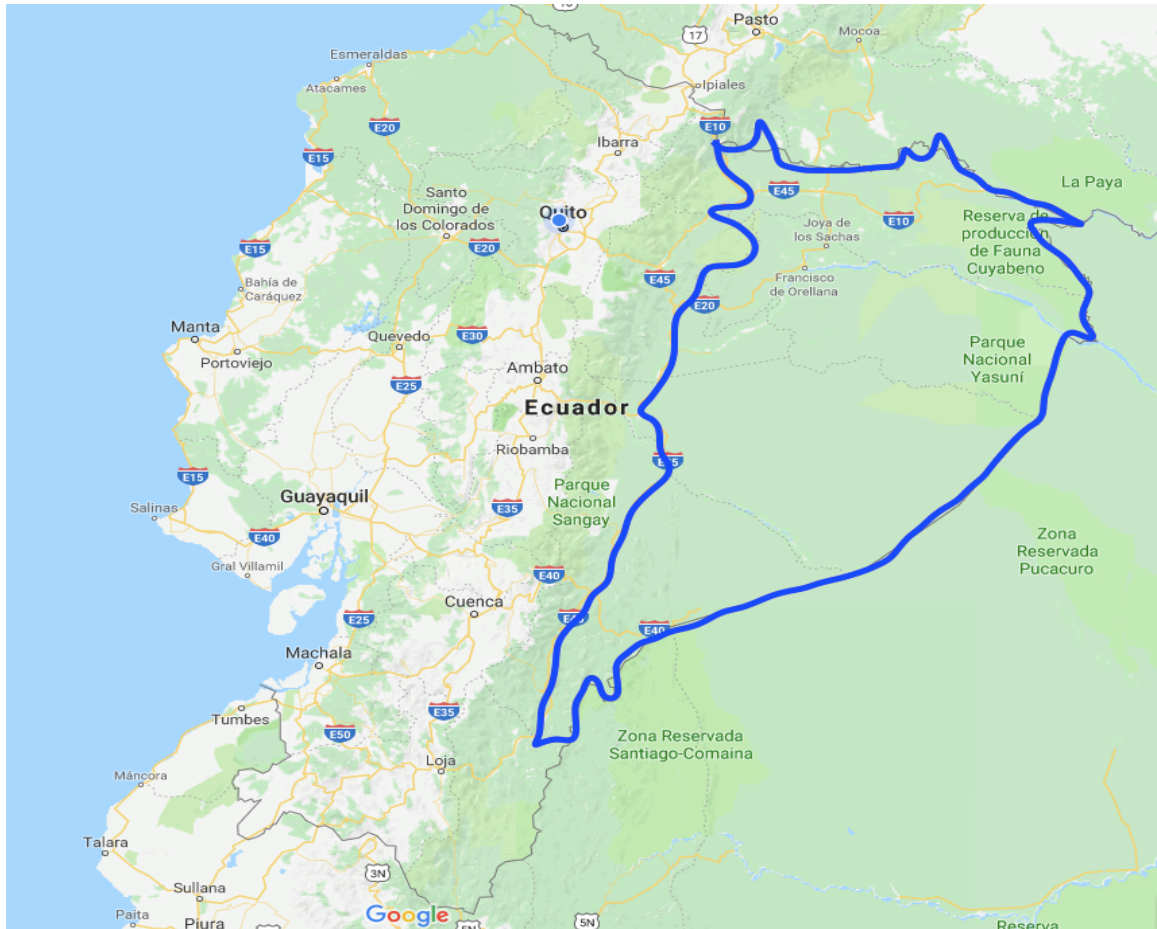 Pasto
17
Mocoa
Esmeraldas
Atacames
Ipiales
E20
E10
Ibarra
E15
La Paya
E45
Santo
Domingo de
los Colorados
Quito
E10
Joya de
los Sachas
Reserva de
producción
de Fauna
Cuyabeno
E15
E20
Bahía de
Caráquez
E45
Francisco
de Orellana
E20
Manta
Portoviejo
Quevedo
E30
Parque
Nacional
Yasuní
Ambato
E25
Ecuador
Riobamba
E15
Parque
Nacional
Sangay
Guayaquil
Salinas
E35
E40
Zona
Reservada
Pucacuro
Gral Villamil
E40
Cuenca
E25
E40
Machala
Tumbes
E35
E50
Zona Reservada
Santiago-Comaina
Loja
Máncora
Talara
3N
Sullana
Google
Paita
Piura
5N
5N
Reserva